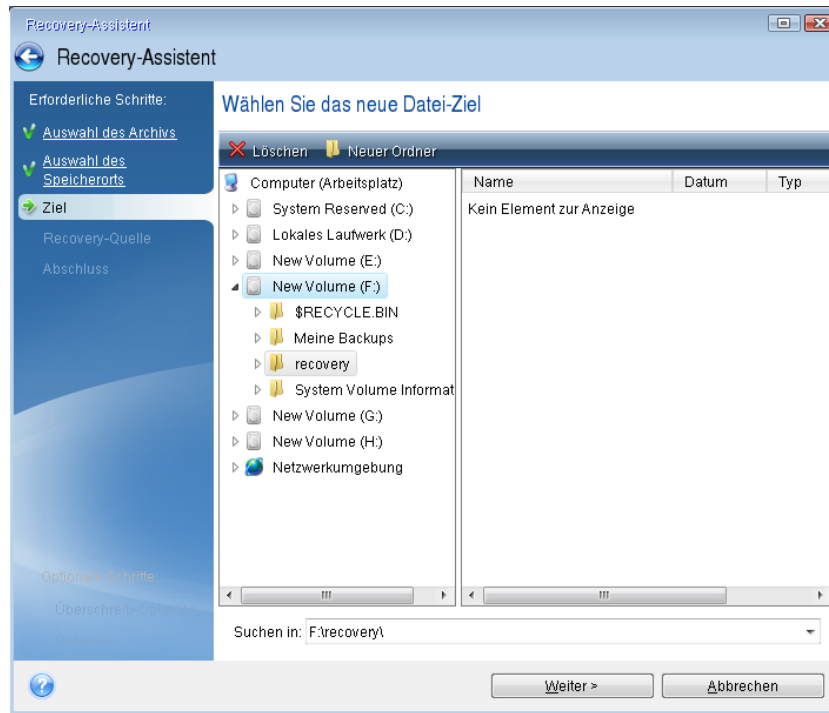 Recovery-Assistent
Recovery-Assistent
Erforderliche Schritte:
Auswahl des Archivs
Auswahl des
Speicherorts
Ziel
Recovery-Quelle
Abschluss
Optionale Schritte:
Wählen Sie das neue Datei-Ziel
Löschen Neuer Ordner
Computer (Arbeitsplatz)
System Reserved (C:)
Lokales Laufwerk (D:)
New Volume (E:)
New Volume (F:)
$RECYCLE.BIN
Meine Backups
recovery
System Volume Informat
New Volume (G:)
New Volume (H:)
Netzwerkumgebung
Name Datum Typ
Kein Element zur Anzeige
Suchen in: F:\recovery\
Weiter > Abbrechen